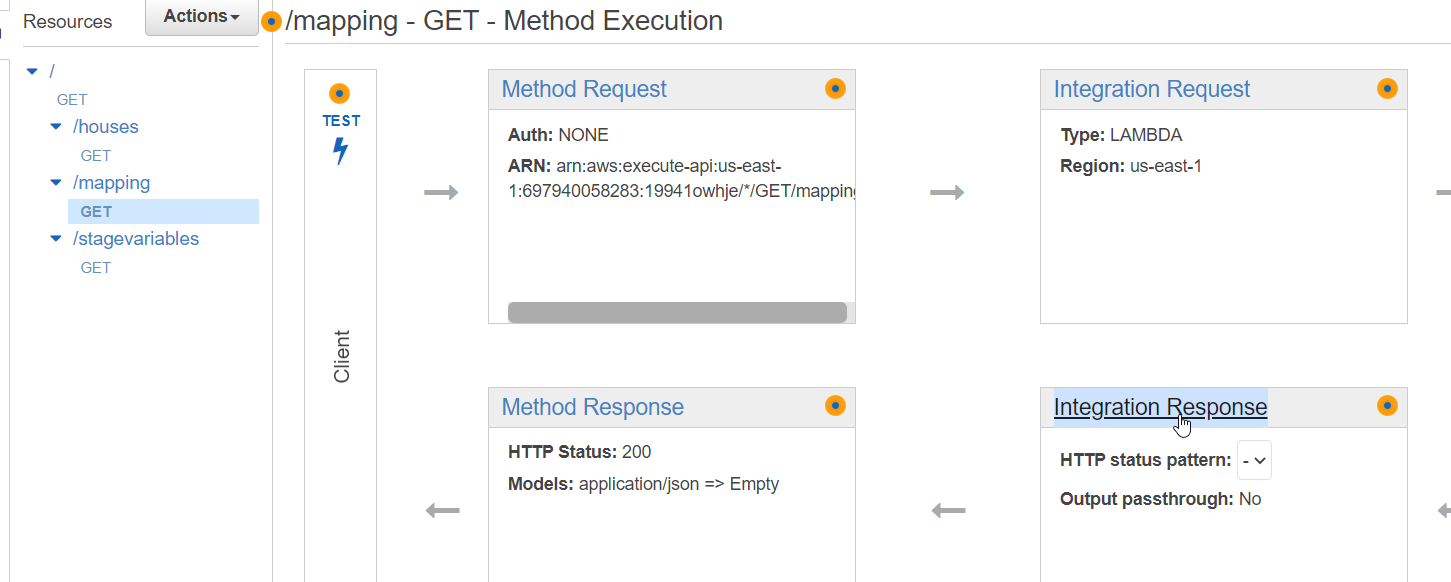 Resources
Actions
/mapping - GET - Method Execution
/
GET
/houses
GET
/mapping
GET
/stagevariables
GET
TEST
Client
Method Request
Auth: NONE
ARN: arn:aws:execute-api:us-east-
1:697940058283:19941owhje/*/GET/mapping
Integration Request
Type: LAMBDA
Region: us-east-1
Method Response
HTTP Status: 200
Models: application/json => Empty
Integration Response
HTTP status pattern: -
Output passthrough: No